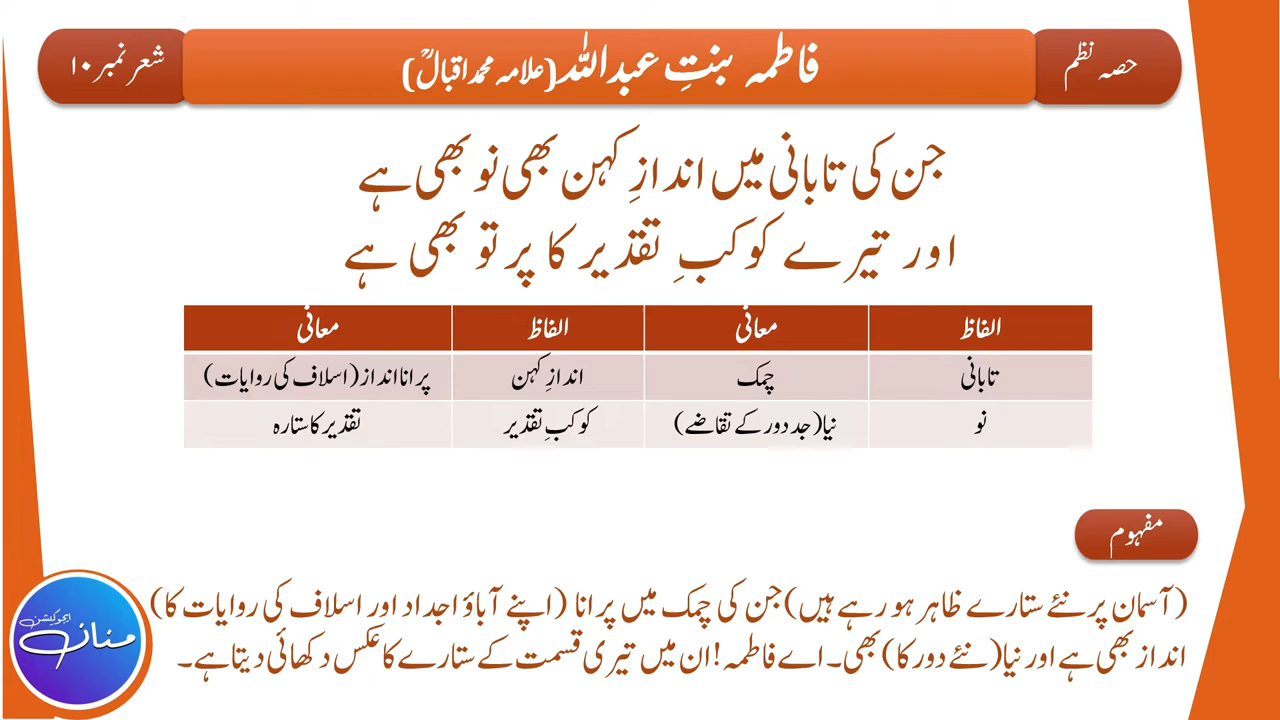 حصہ نظم
فاطمہ بنتِ عبداللہ (علامہ محمد اقبالؒ)
شعر نمبر ۱۰
جن کی تابانی میں اندازِ کہن بھی نو بھی ہے
اور تیرے کوکبِ تقدیر کا پرتو بھی ہے
الفاظ معانی الفاظ معانی
تابانی چمک اندازِ کہن پرانا انداز (اسلاف کی روایات)
نو نیا (جد دور کے تقاضے) کوکبِ تقدیر تقدیر کا ستارہ
مفہوم
(آسمان پر نئے ستارے ظاہر ہو رہے ہیں) جن کی چمک میں پرانا (اپنے آباؤ اجداد اور اسلاف کی روایات کا)
انداز بھی ہے اور نیا (نئے دور کا) بھی۔ اے فاطمہ! ان میں تیری قسمت کے ستارے کا عکس دکھائی دیتا ہے۔
منان ایجوکیشن